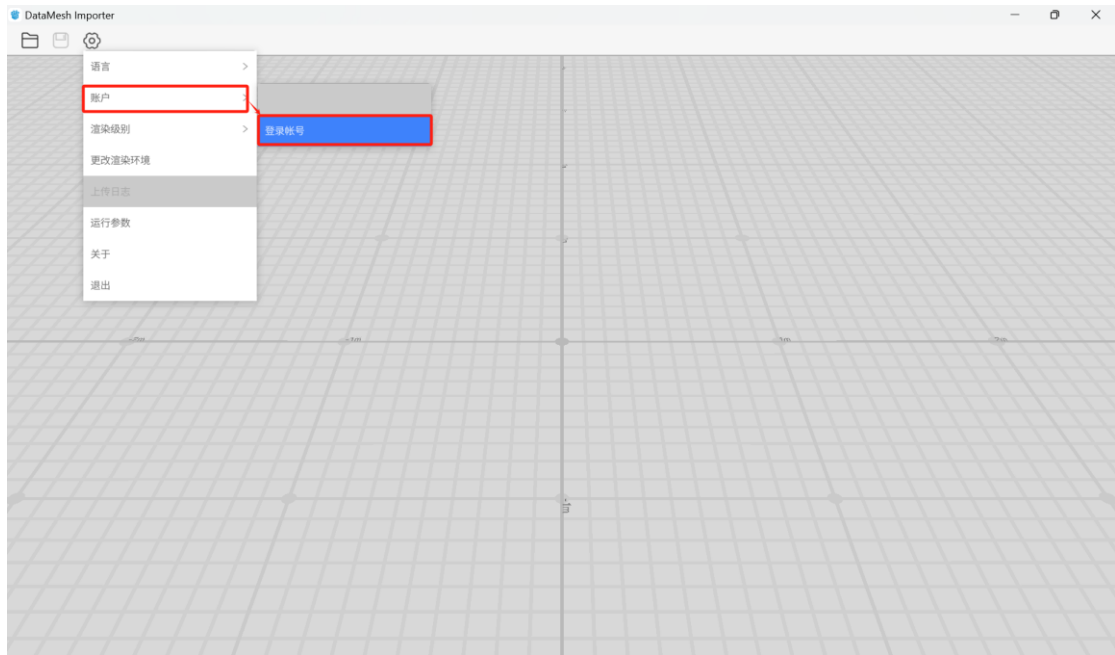 DataMesh Importer
语言
账户
渲染级别
登录帐号
更改渲染环境
上传日志
运行参数
关于
退出
-1m